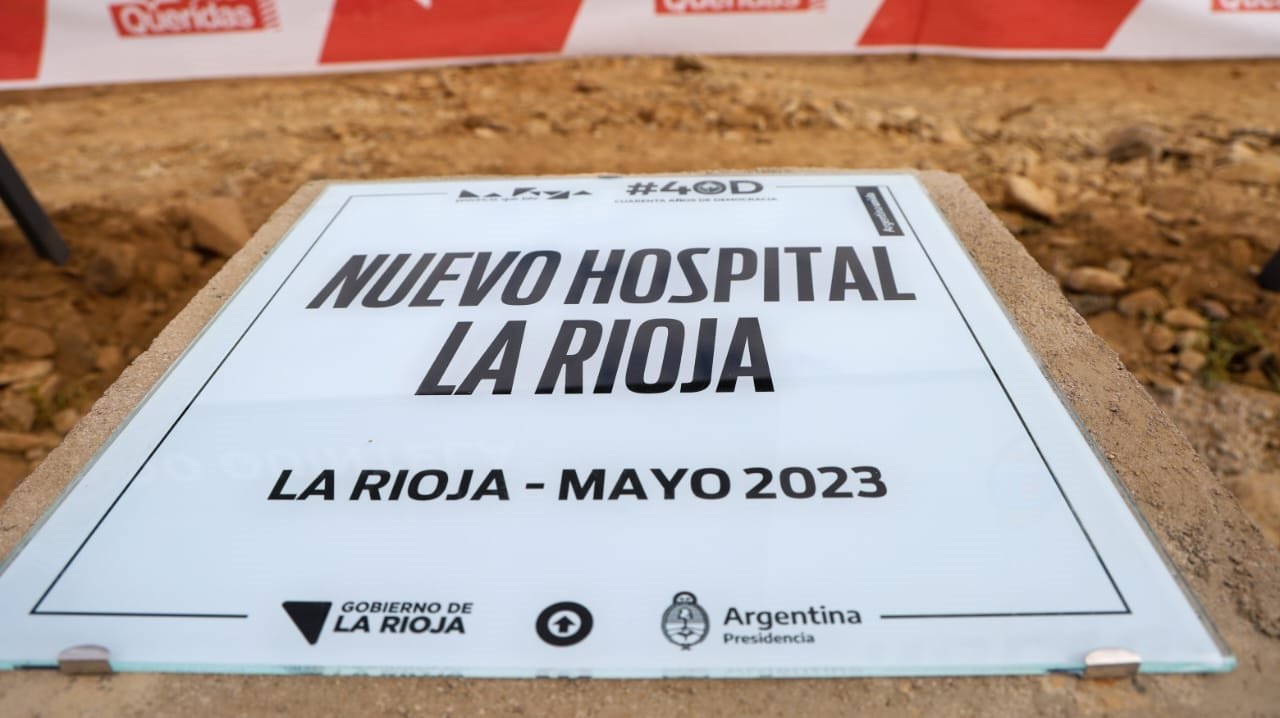 Queridas
Queridas
#40D
CUARENTA AÑOS DE DEMOCRACIA
NUEVO HOSPITAL
LA RIOJA
LA RIOJA - MAYO 2023
GOBIERNO DE
LA RIOJA
Argentina
Presidencia